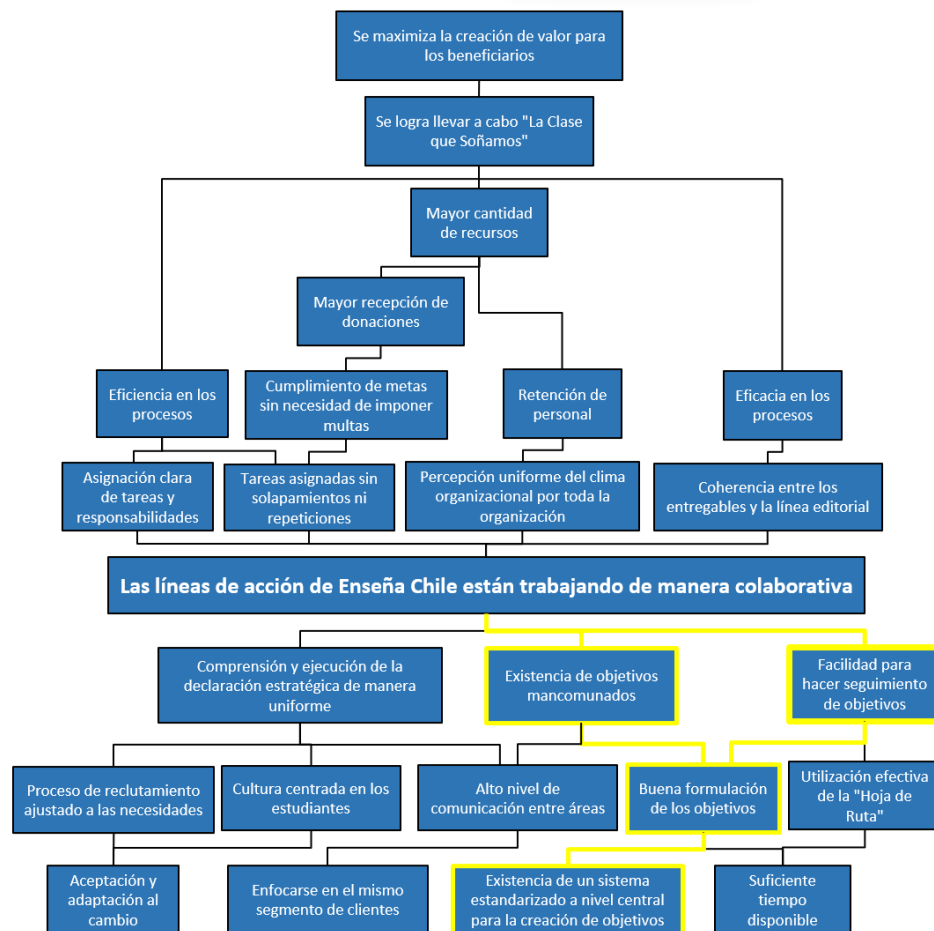 Se maximiza la creación de valor para
los beneficiarios
Se logra llevar a cabo "La Clase
que Soñamos"
Mayor cantidad
de recursos
Mayor recepción de
donaciones
Eficiencia en los
procesos
Cumplimiento de metas
sin necesidad de imponer
multas
Retención de
personal
Eficacia en los
procesos
Asignación clara
de tareas y
responsabilidades
Tareas asignadas sin
solapamientos ni
repeticiones
Percepción uniforme del clima
organizacional por toda la
organización
Coherencia entre los
entregables y la línea editorial
Las líneas de acción de Enseña Chile están trabajando de manera colaborativa
Comprensión y ejecución de la
declaración estratégica de manera
uniforme
Existencia de objetivos
mancomunados
Facilidad para
hacer seguimiento
de objetivos
Proceso de reclutamiento
ajustado a las necesidades
Cultura centrada en los
estudiantes
Alto nivel de
comunicación entre áreas
Buena formulación
de los objetivos
Utilización efectiva
de la "Hoja de
Ruta"
Aceptación y
adaptación al
cambio
Enfocarse en el mismo
segmento de clientes
Existencia de un sistema
estandarizado a nivel central
para la creación de objetivos
Suficiente
tiempo
disponible